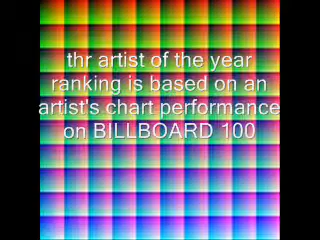 thr artist of the year
ranking is based on an
artist's chart performance
on BILLBOARD 100